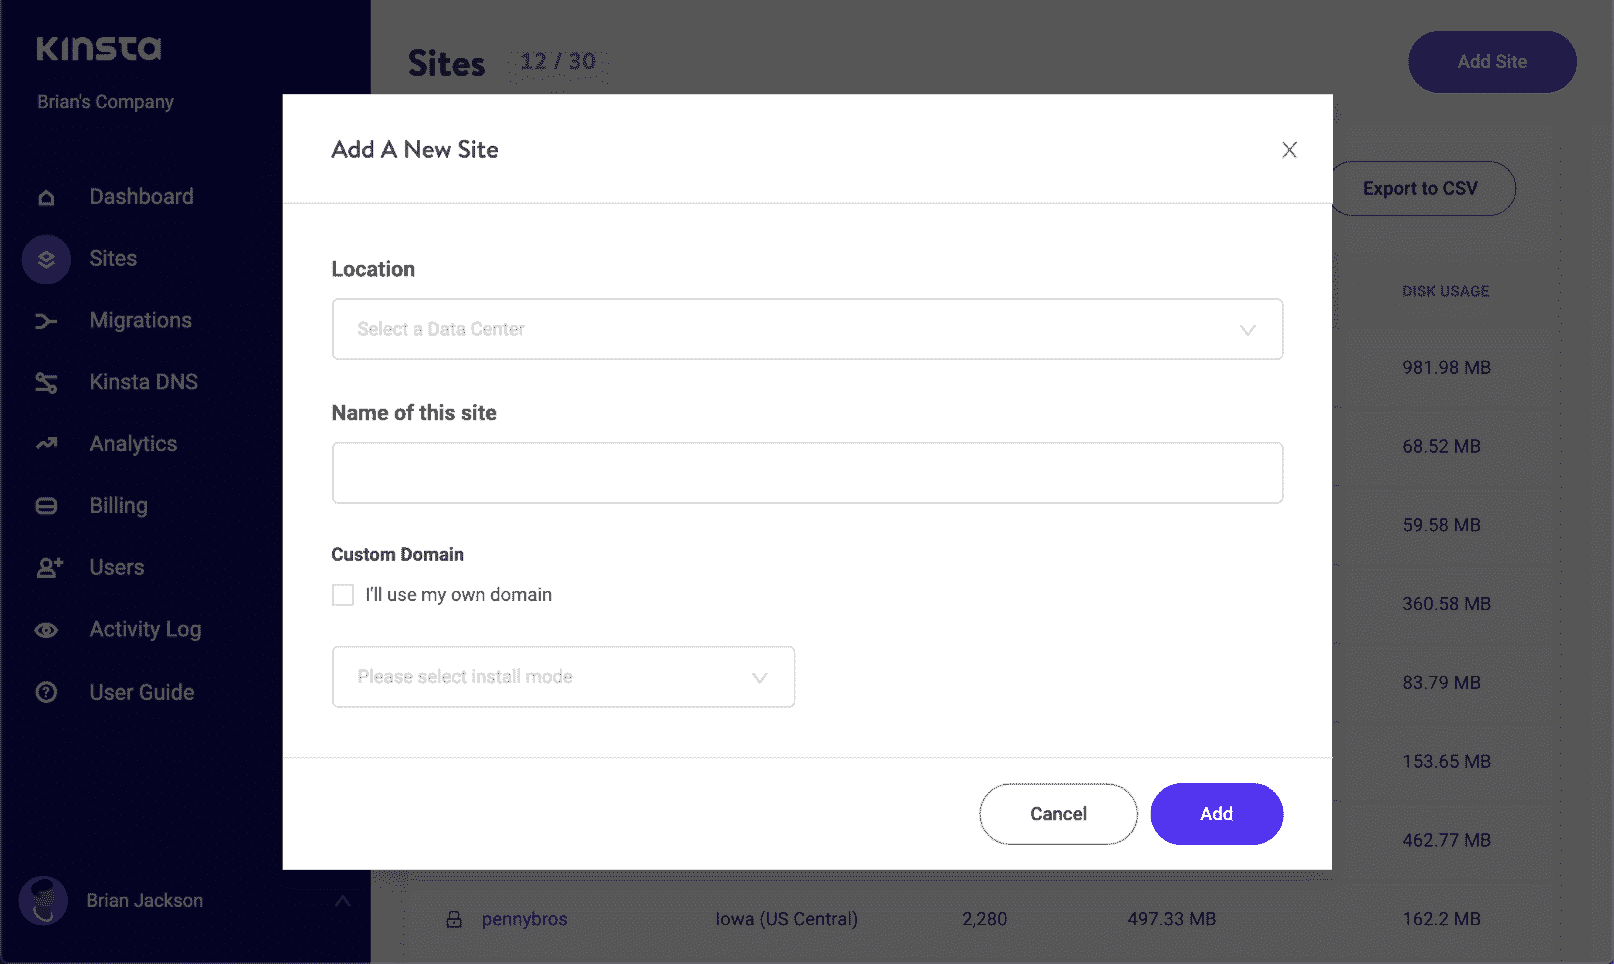 Kinsta
Brian's Company
Dashboard
Sites
Migrations
Kinsta DNS
Analytics
Billing
Users
Activity Log
User Guide
Brian Jackson
Sites 12 / 30
Add Site
Export to CSV
DISK USAGE
981.98 MB
68.52 MB
59.58 MB
360.58 MB
83.79 MB
153.65 MB
462.77 MB
pennybros Iowa (US Central) 2,280 497.33 MB 162.2 MB
Add A New Site
Location
Select a Data Center
Name of this site
Custom Domain
I'll use my own domain
Please select install mode
Cancel
Add